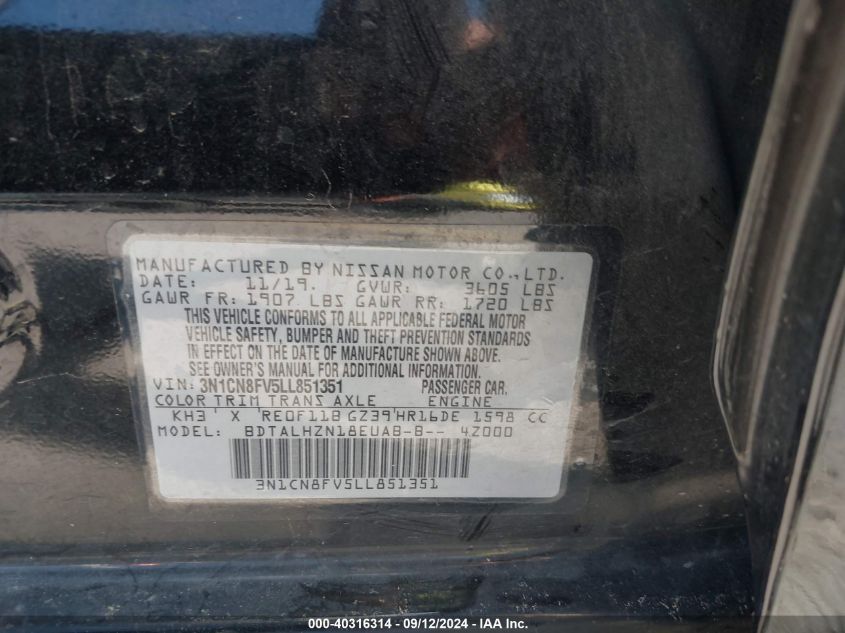 MANUFACTURED BY NISSAN MOTOR CO.,LTD.
DATE: 11/19. GVWR: 3605 LBS
GAWR FR: 1907 LBS GAWR RR: 1720 LBS
THIS VEHICLE CONFORMS TO ALL APPLICABLE FEDERAL MOTOR
VEHICLE SAFETY, BUMPER AND THEFT PREVENTION STANDARDS
IN EFFECT ON THE DATE OF MANUFACTURE SHOWN ABOVE.
SEE OWNER'S MANUAL FOR ADDITIONAL INFORMATION.
VIN: 3N1CN8FV5LL851351 PASSENGER CAR.
COLOR TRIM TRANS AXLE ENGINE
KH3 ' X 'RE0F11B GZ39'HR16DE 1598 CC
MODEL: BDTALHZN18EUAB-B-- 4Z000
3N1CN8FV5LL851351
000-40316314 - 09/12/2024 - IAA Inc.